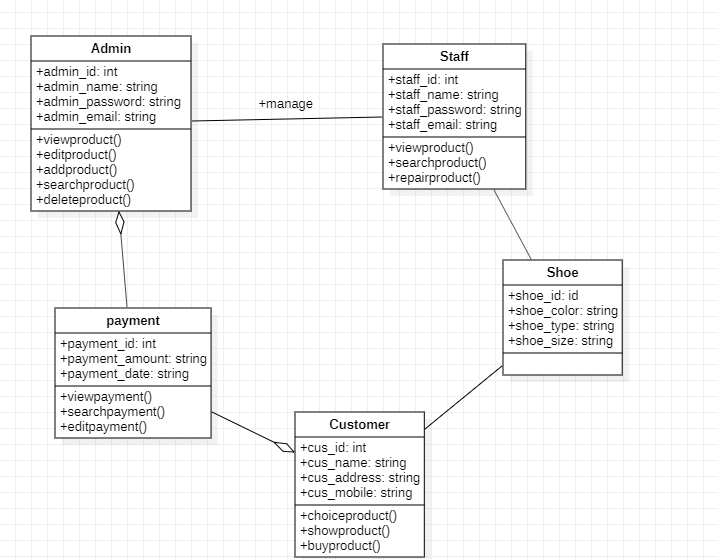 Admin
+admin_id: int
+admin_name: string
+admin_password: string
+admin_email: string
+viewproduct()
+editproduct()
+addproduct()
+searchproduct()
+deleteproduct()
+manage
Staff
+staff_id: int
+staff_name: string
+staff_password: string
+staff_email: string
+viewproduct()
+searchproduct()
+repairproduct()
Shoe
+shoe_id: id
+shoe_color: string
+shoe_type: string
+shoe_size: string
payment
+payment_id: int
+payment_amount: string
+payment_date: string
+viewpayment()
+searchpayment()
+editpayment()
Customer
+cus_id: int
+cus_name: string
+cus_address: string
+cus_mobile: string
+choiceproduct()
+showproduct()
+buyproduct()